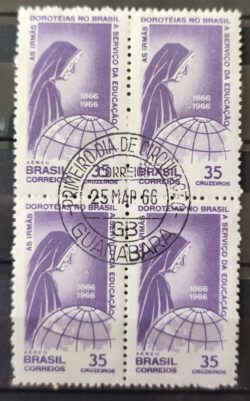 AS IRMÃS
DOROTÉIAS NO BRASIL
A SERVIÇO DA EDUCAÇÃO
1866
1966
AÉREO
BRASIL
CORREIOS
35
CRUZEIROS
AS IRMÃS
DOROTÉIAS NO BRASIL
A SERVIÇO DA EDUCAÇÃO
1866
1966
AÉREO
BRASIL
CORREIOS
35
CRUZEIROS
PRIMEIRO DIA DE CIRCULAÇÃO
CORREIO
25 MAR 66
GB
GUANABARA
AS IRMÃS
DOROTÉIAS NO BRASIL
A SERVIÇO DA EDUCAÇÃO
1866
1966
AÉREO
BRASIL
CORREIOS
35
CRUZEIROS
AS IRMÃS
DOROTÉIAS NO BRASIL
A SERVIÇO DA EDUCAÇÃO
1866
1966
AÉREO
BRASIL
CORREIOS
35
CRUZEIROS